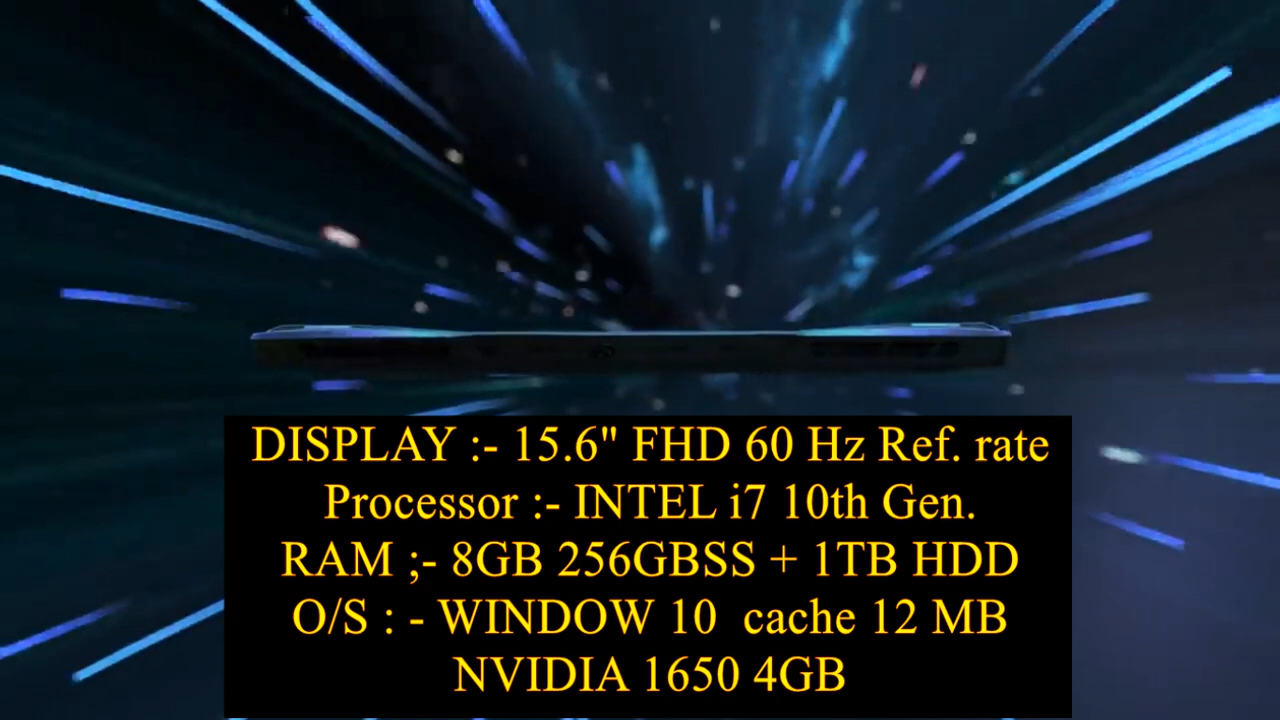 DISPLAY :- 15.6" FHD 60 Hz Ref. rate
Processor :- INTEL i7 10th Gen.
RAM ;- 8GB 256GBSS + 1TB HDD
O/S : - WINDOW 10  cache 12 MB
NVIDIA 1650 4GB